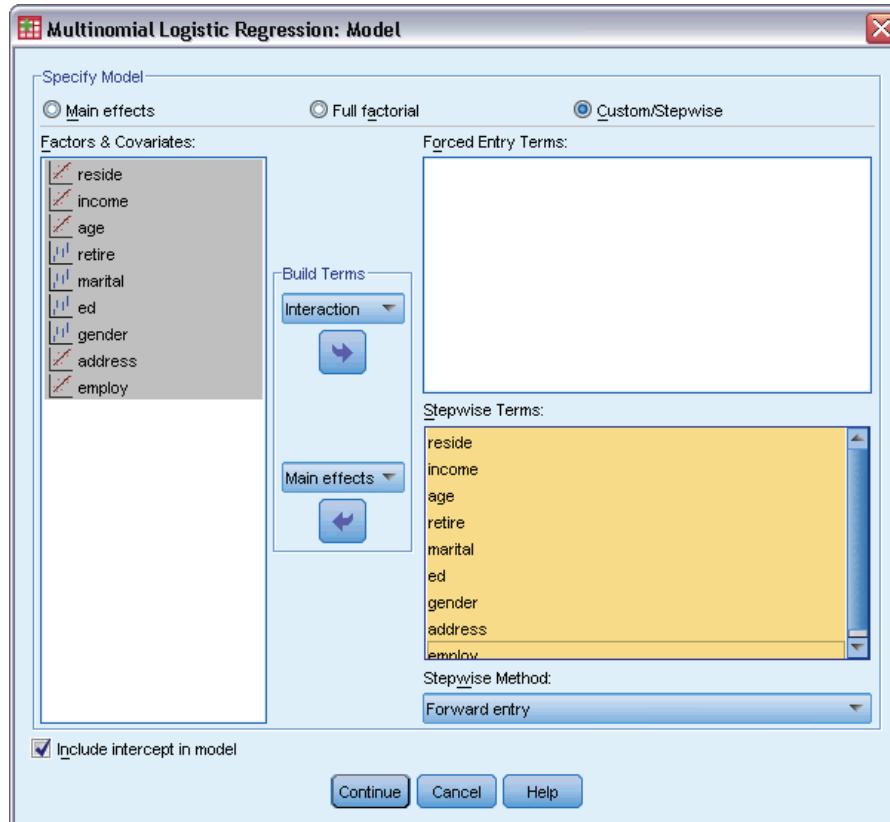 Multinomial Logistic Regression: Model
Specify Model
Main effects
Full factorial
Custom/Stepwise
Factors & Covariates:
reside
income
age
retire
marital
ed
gender
address
employ
Build Terms
Interaction
Main effects
Forced Entry Terms:
Stepwise Terms:
reside
income
age
retire
marital
ed
gender
address
employ
Stepwise Method:
Forward entry
Include intercept in model
Continue
Cancel
Help